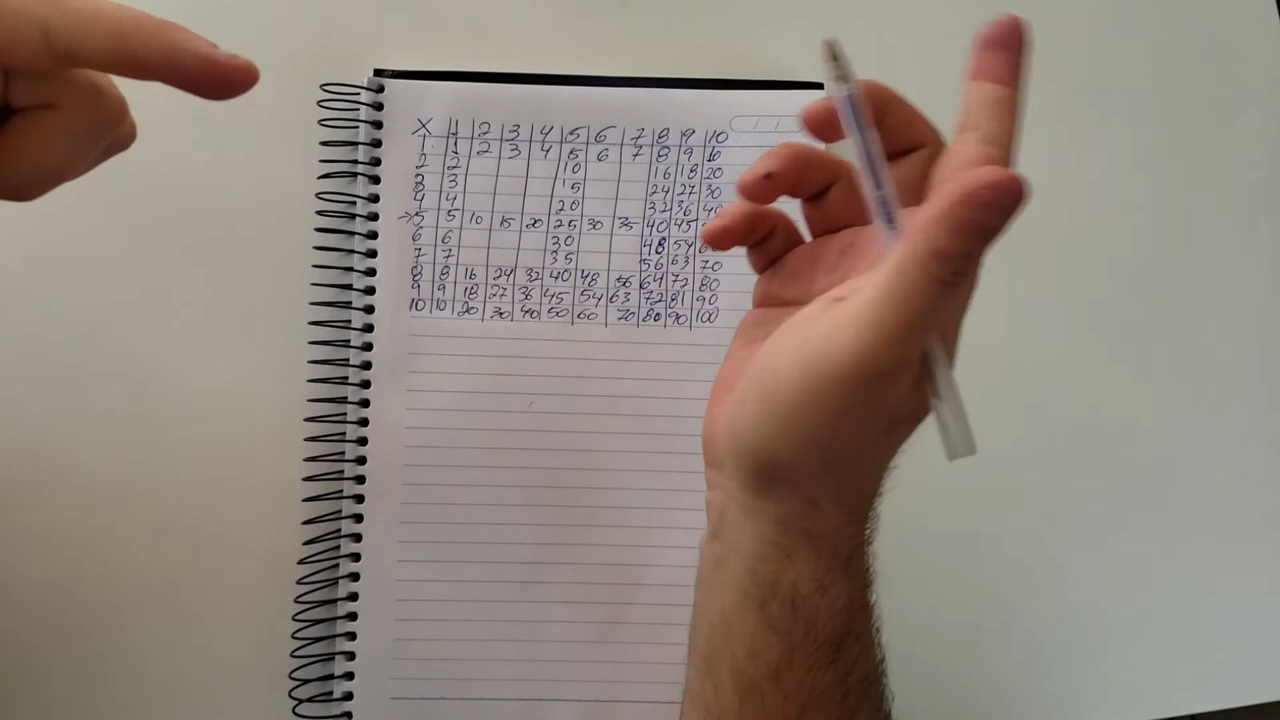 X 1 2 3 4 5 6 7 8 9 10
1 1 2 3 4 5 6 7 8 9 10
2 2 10 16 18 20
3 3 15 24 27 30
4 4 20 32 36 40
→5 5 10 15 20 25 30 35 40 45
6 6 30 48 54
7 7 35 56 63 70
8 8 16 24 32 40 48 56 64 72 80
9 9 18 27 36 45 54 63 72 81 90
10 10 20 30 40 50 60 70 80 90 100